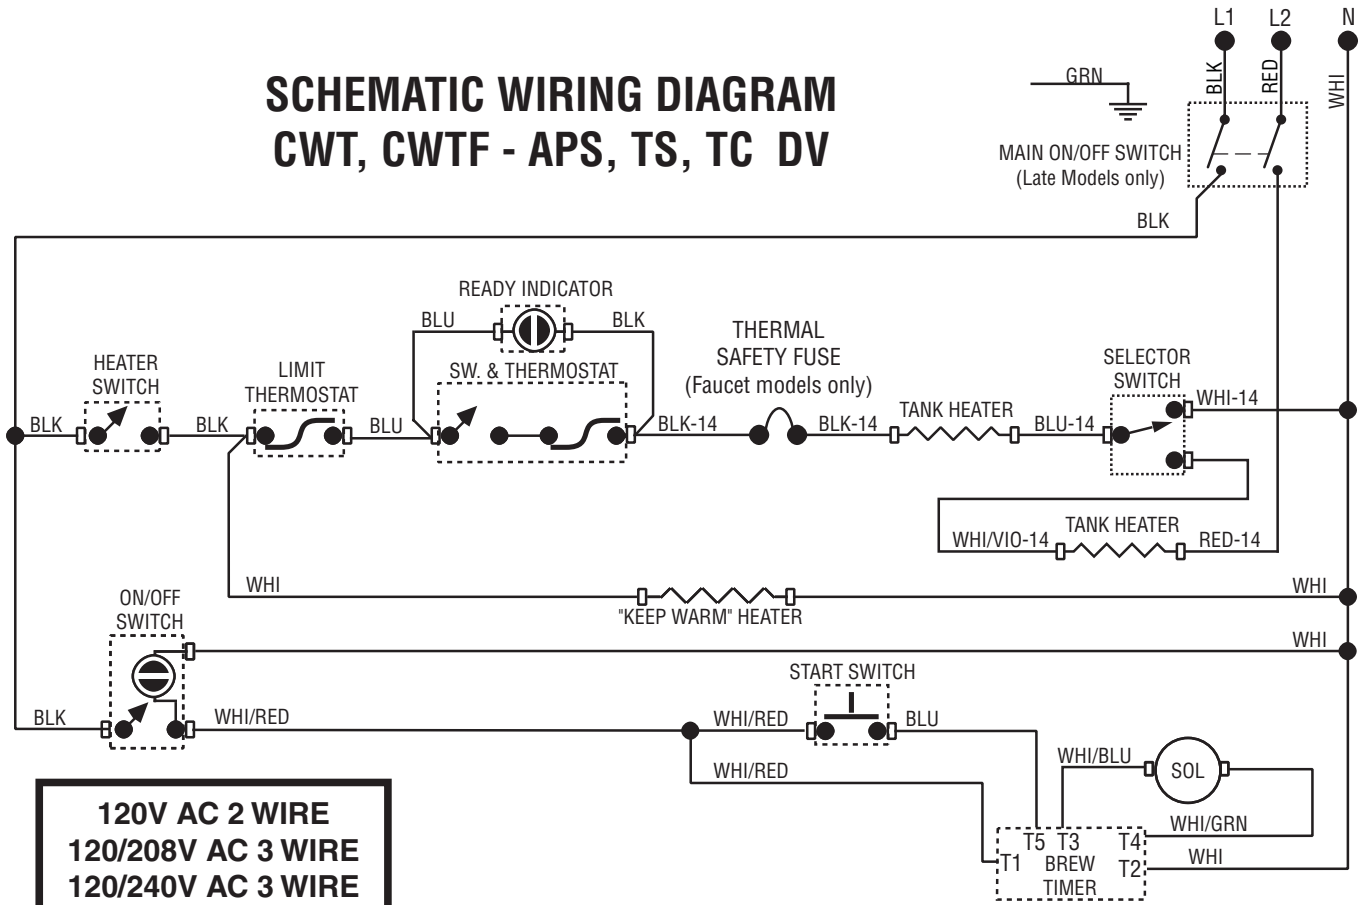 L1 L2 N
BLK
RED
WHI
GRN
SCHEMATIC WIRING DIAGRAM
CWT, CWTF - APS, TS, TC DV
MAIN ON/OFF SWITCH
(Late Models only)
BLK
READY INDICATOR
BLU
BLK
THERMAL
SAFETY FUSE
(Faucet models only)
HEATER
SWITCH
LIMIT
THERMOSTAT
SW. & THERMOSTAT
SELECTOR
SWITCH
WHI-14
BLK
BLK
BLU
BLK-14
BLK-14
TANK HEATER
BLU-14
WHI/VIO-14
TANK HEATER
RED-14
WHI
"KEEP WARM" HEATER
WHI
ON/OFF
SWITCH
WHI
START SWITCH
BLK
WHI/RED
WHI/RED
BLU
WHI/RED
WHI/BLU
SOL
WHI/GRN
T5 T3 T4
T1 BREW T2
TIMER
WHI
120V AC 2 WIRE
120/208V AC 3 WIRE
120/240V AC 3 WIRE